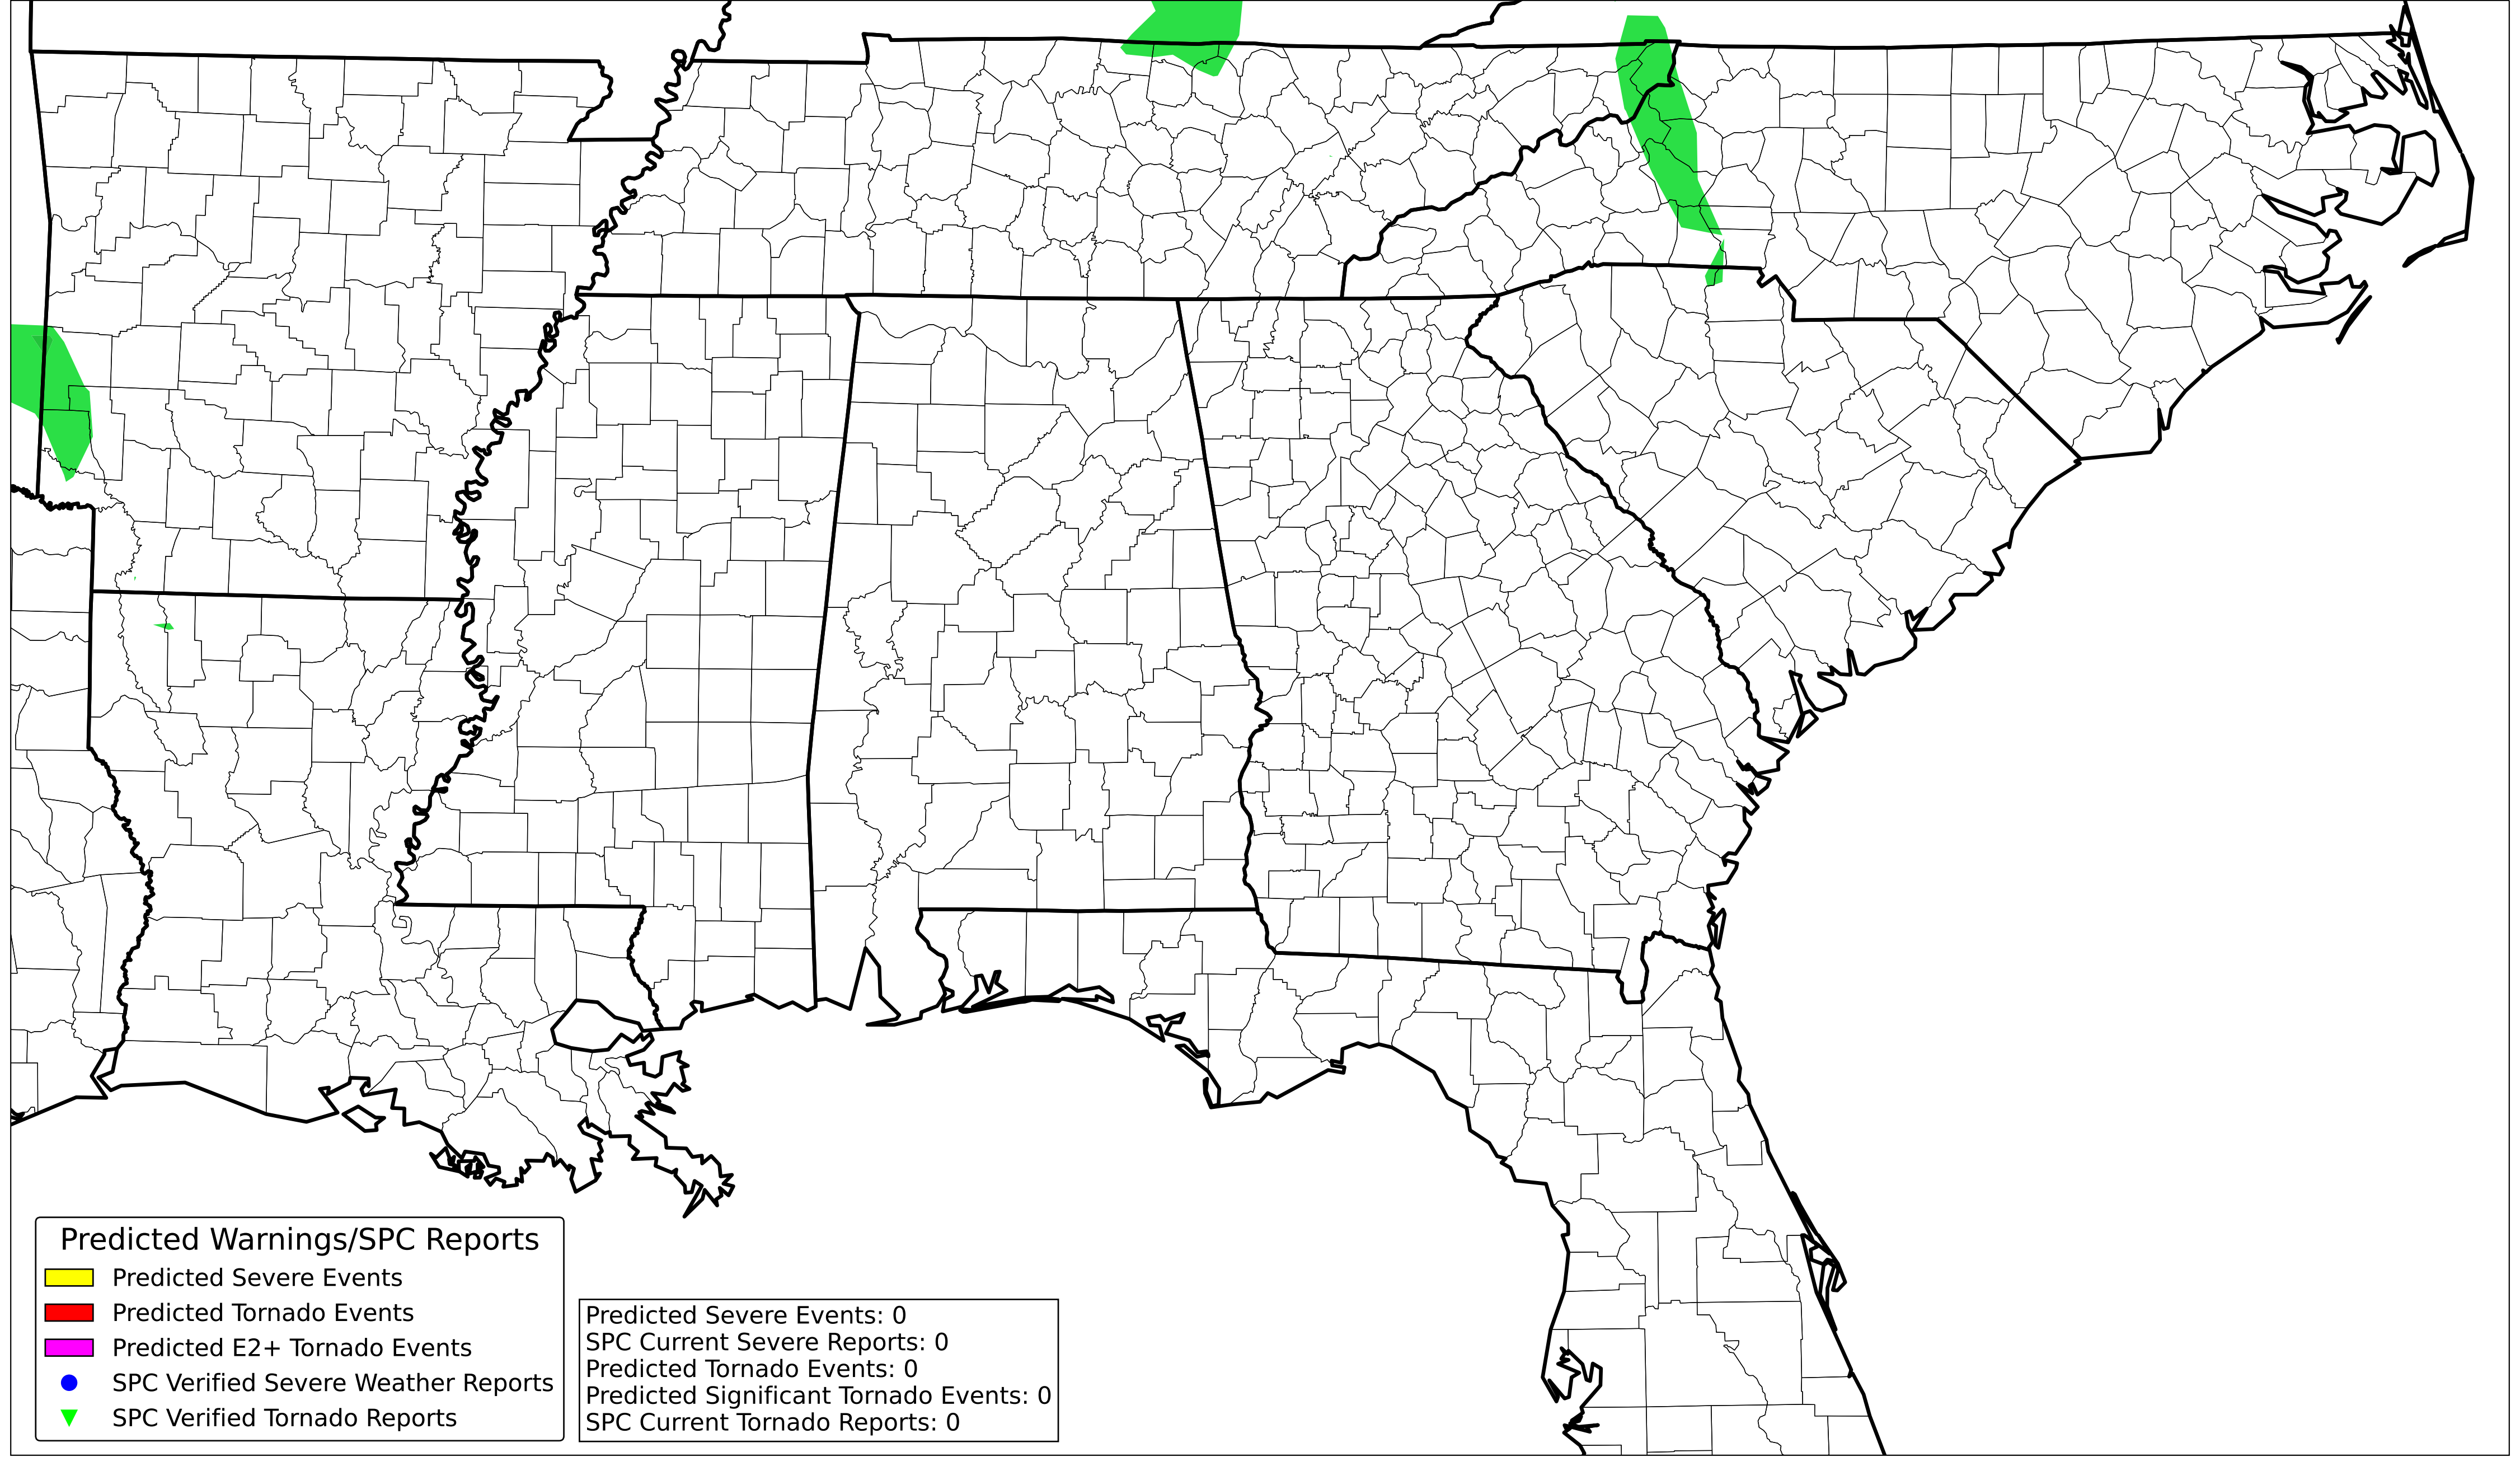 Predicted Warnings/SPC Reports
Predicted Severe Events
Predicted Tornado Events
Predicted E2+ Tornado Events
SPC Verified Severe Weather Reports
SPC Verified Tornado Reports
Predicted Severe Events: 0
SPC Current Severe Reports: 0
Predicted Tornado Events: 0
Predicted Significant Tornado Events: 0
SPC Current Tornado Reports: 0